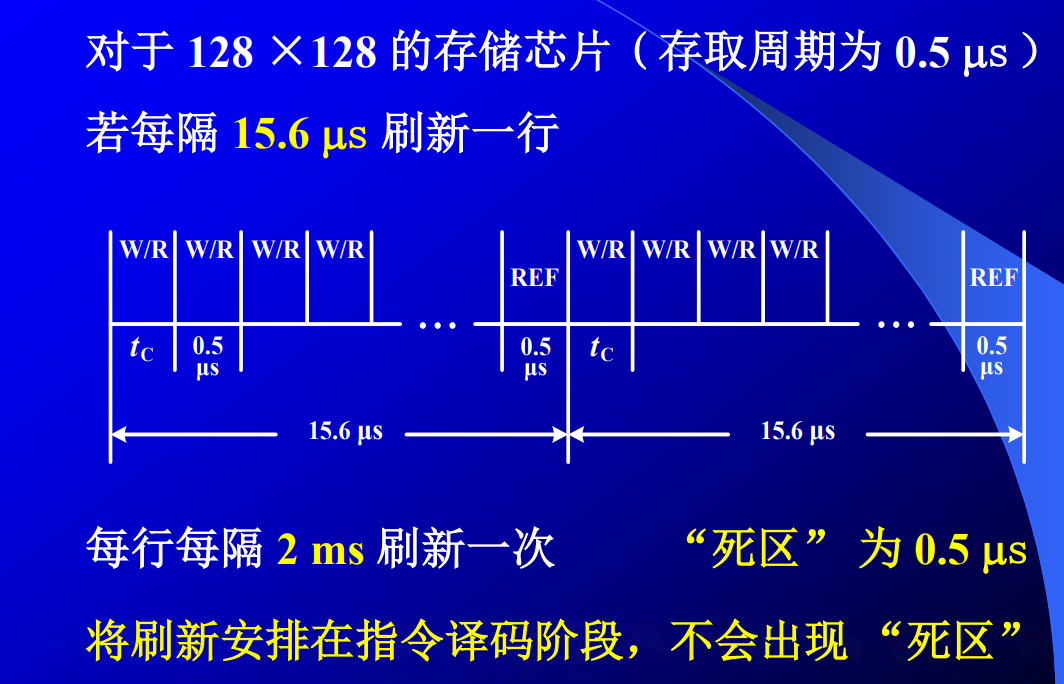 对于 128 ×128 的存储芯片（存取周期为 0.5 μs ）
若每隔 15.6 μs 刷新一行
W/R W/R W/R W/R REF W/R W/R W/R W/R REF
… …
tC 0.5 μs 0.5 μs tC 0.5 μs
15.6 μs 15.6 μs
每行每隔 2 ms 刷新一次 “死区” 为 0.5 μs
将刷新安排在指令译码阶段，不会出现 “死区”